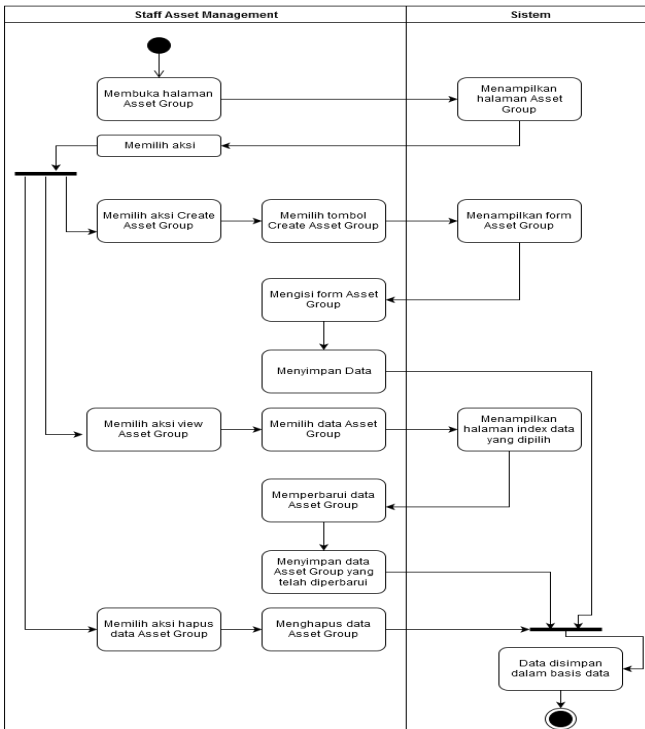 Staff Asset Management
Sistem
Membuka halaman
Asset Group
Menampilkan
halaman Asset
Group
Memilih aksi
Memilih aksi Create
Asset Group
Memilih tombol
Create Asset Group
Menampilkan form
Asset Group
Mengisi form Asset
Group
Menyimpan Data
Memilih aksi view
Asset Group
Memilih data Asset
Group
Menampilkan
halaman index data
yang dipilih
Memperbarui data
Asset Group
Menyimpan data
Asset Group yang
telah diperbarui
Memilih aksi hapus
data Asset Group
Menghapus data
Asset Group
Data disimpan
dalam basis data